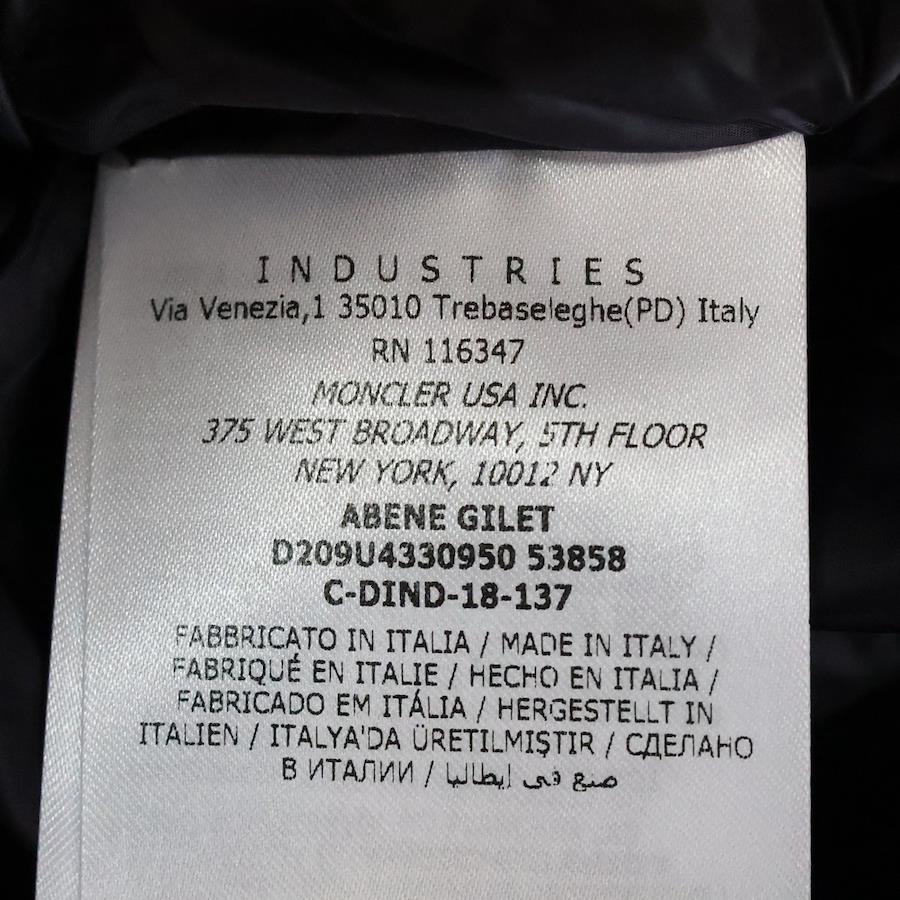 INDUSTRIES
Via Venezia,1 35010 Trebaseleghe(PD) Italy
RN 116347
MONCLER USA INC.
375 WEST BROADWAY, 5TH FLOOR
NEW YORK, 10012 NY
ABENE GILET
D209U4330950 53858
C-DIND-18-137
FABBRICATO IN ITALIA / MADE IN ITALY /
FABRIQUÉ EN ITALIE / HECHO EN ITALIA /
FABRICADO EM ITÁLIA / HERGESTELLT IN
ITALIEN / ITALYA'DA ÜRETILMIŞTIR / СДЕЛАНО
В ИТАЛИИ / صنع في إيطاليا